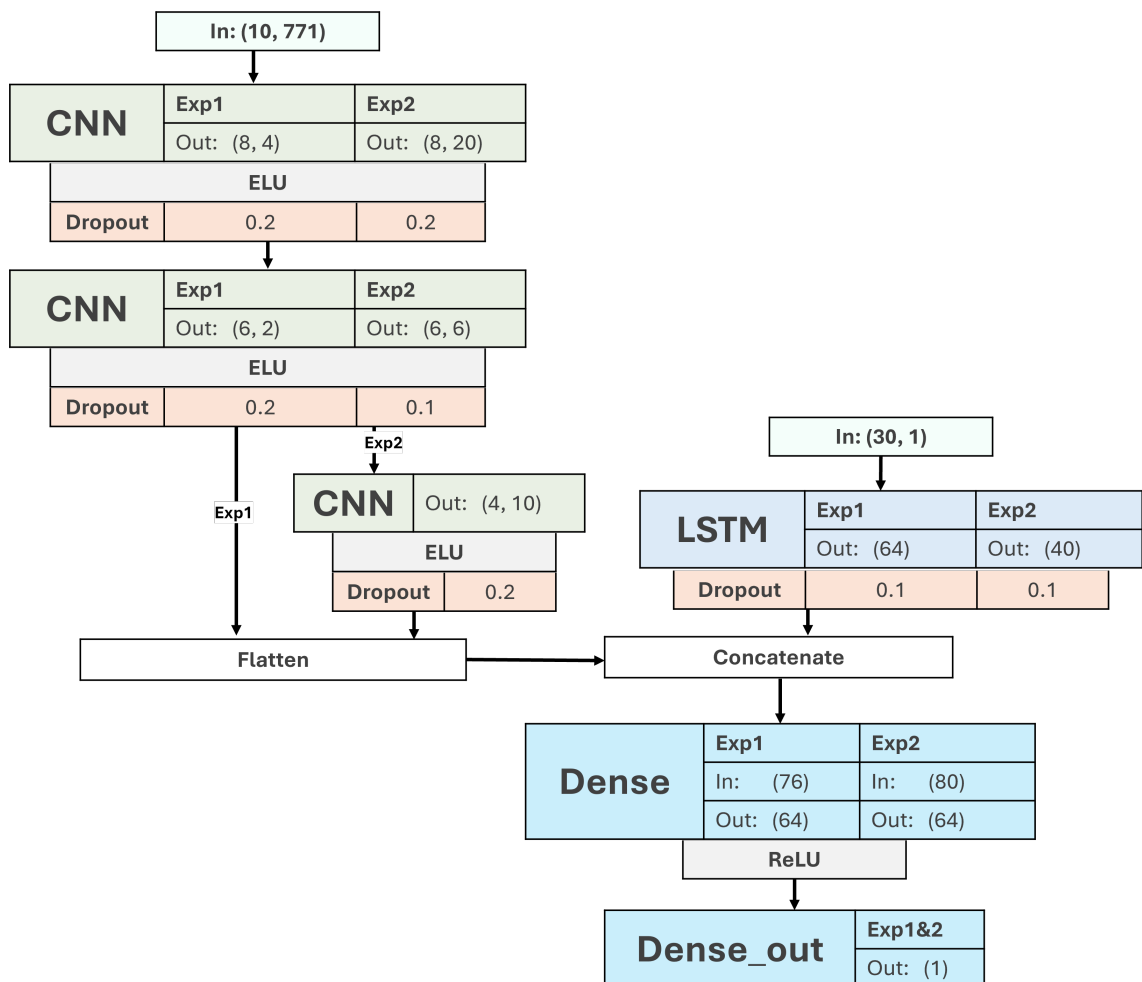 In: (10, 771)
CNN
Exp1
Exp2
Out: (8, 4)
Out: (8, 20)
ELU
Dropout
0.2
0.2
CNN
Exp1
Exp2
Out: (6, 2)
Out: (6, 6)
ELU
Dropout
0.2
0.1
Exp1
Exp2
CNN
Out: (4, 10)
ELU
Dropout
0.2
Flatten
In: (30, 1)
LSTM
Exp1
Exp2
Out: (64)
Out: (40)
Dropout
0.1
0.1
Concatenate
Dense
Exp1
Exp2
In: (76)
In: (80)
Out: (64)
Out: (64)
ReLU
Dense_out
Exp1&2
Out: (1)